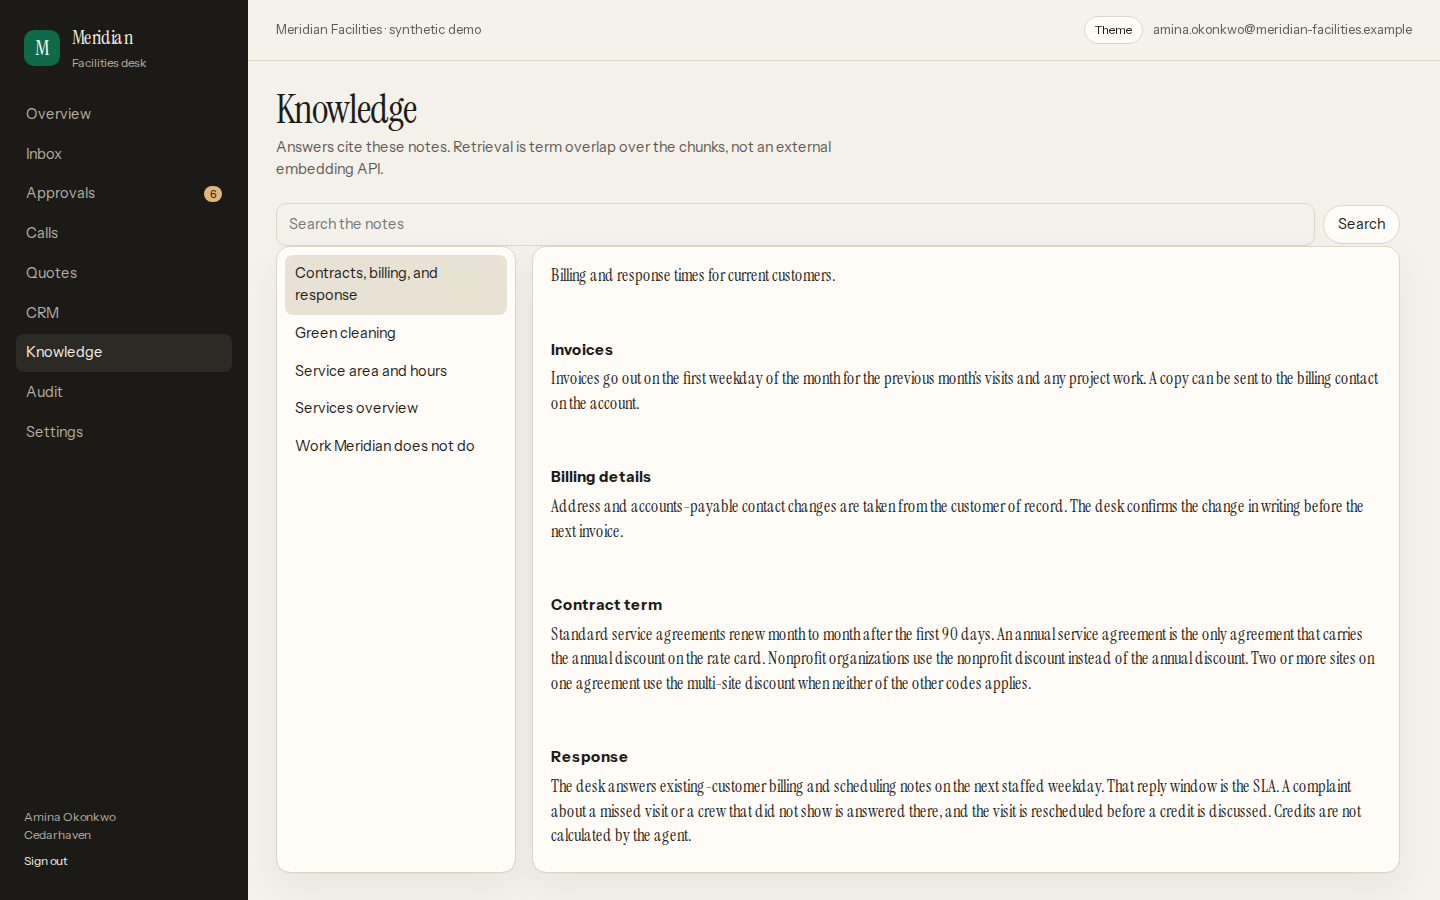 M
Meridian
Facilities desk
Overview
Inbox
Approvals
6
Calls
Quotes
CRM
Knowledge
Audit
Settings
Amina Okonkwo
Cedarhaven
Sign out
Meridian Facilities · synthetic demo
Theme
amina.okonkwo@meridian-facilities.example
Knowledge
Answers cite these notes. Retrieval is term overlap over the chunks, not an external
embedding API.
Search the notes
Search
Contracts, billing, and
response
Green cleaning
Service area and hours
Services overview
Work Meridian does not do
Billing and response times for current customers.
Invoices
Invoices go out on the first weekday of the month for the previous month's visits and any project work. A copy can be sent to the billing contact
on the account.
Billing details
Address and accounts-payable contact changes are taken from the customer of record. The desk confirms the change in writing before the
next invoice.
Contract term
Standard service agreements renew month to month after the first 90 days. An annual service agreement is the only agreement that carries
the annual discount on the rate card. Nonprofit organizations use the nonprofit discount instead of the annual discount. Two or more sites on
one agreement use the multi-site discount when neither of the other codes applies.
Response
The desk answers existing-customer billing and scheduling notes on the next staffed weekday. That reply window is the SLA. A complaint
about a missed visit or a crew that did not show is answered there, and the visit is rescheduled before a credit is discussed. Credits are not
calculated by the agent.